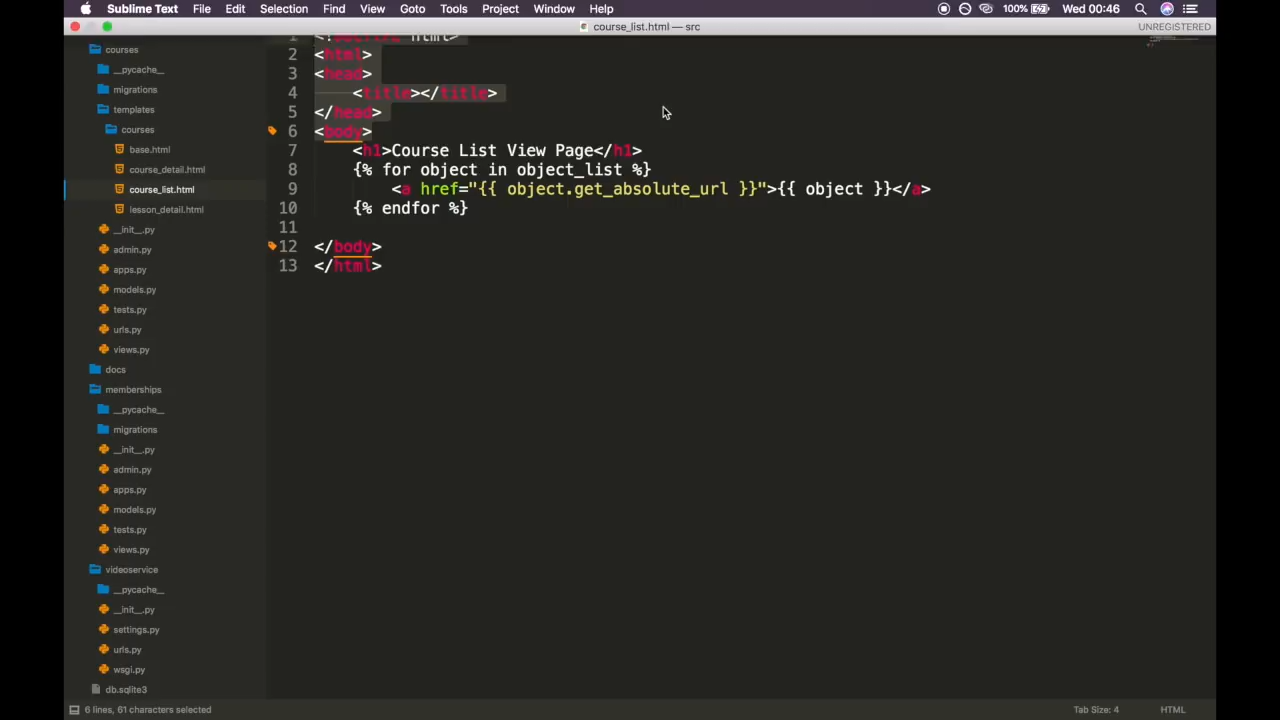 Sublime Text File Edit Selection Find View Goto Tools Project Window Help 100% Wed 00:46
course_list.html — src UNREGISTERED
courses
__pycache__
migrations
templates
courses
base.html
course_detail.html
course_list.html
lesson_detail.html
__init__.py
admin.py
apps.py
models.py
tests.py
urls.py
views.py
docs
memberships
__pycache__
migrations
__init__.py
admin.py
apps.py
models.py
tests.py
views.py
videoservice
__pycache__
__init__.py
settings.py
urls.py
wsgi.py
db.sqlite3
1 <!DOCTYPE html>
2 <html>
3 <head>
4 <title></title>
5 </head>
6 <body>
7 <h1>Course List View Page</h1>
8 {% for object in object_list %}
9 <a href="{{ object.get_absolute_url }}">{{ object }}</a>
10 {% endfor %}
11
12 </body>
13 </html>
6 lines, 61 characters selected Tab Size: 4 HTML